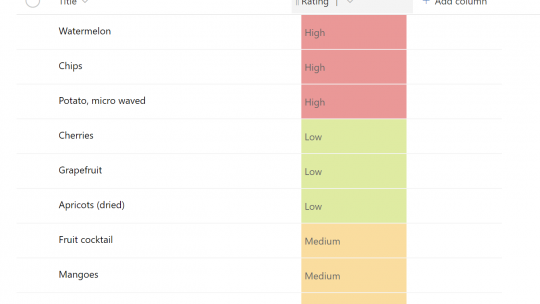 Title Rating Add column
Watermelon High
Chips High
Potato, micro waved High
Cherries Low
Grapefruit Low
Apricots (dried) Low
Fruit cocktail Medium
Mangoes Medium